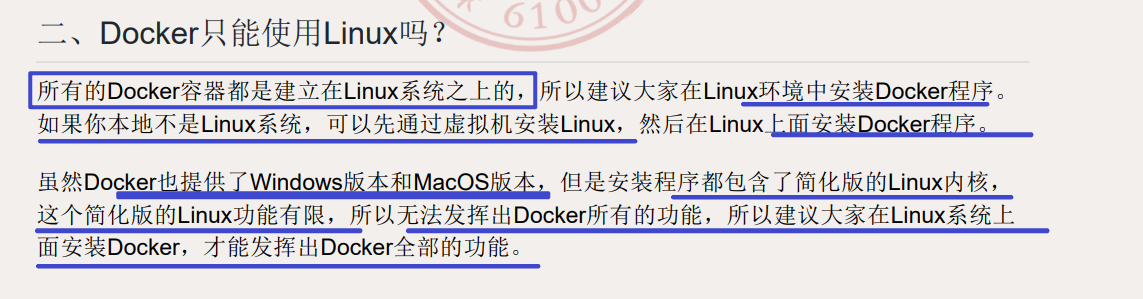 6100
二、Docker只能使用Linux吗？
所有的Docker容器都是建立在Linux系统之上的，所以建议大家在Linux环境中安装Docker程序。
如果你本地不是Linux系统，可以先通过虚拟机安装Linux，然后在Linux上面安装Docker程序。
虽然Docker也提供了Windows版本和MacOS版本，但是安装程序都包含了简化版的Linux内核，
这个简化版的Linux功能有限，所以无法发挥出Docker所有的功能，所以建议大家在Linux系统上
面安装Docker，才能发挥出Docker全部的功能。